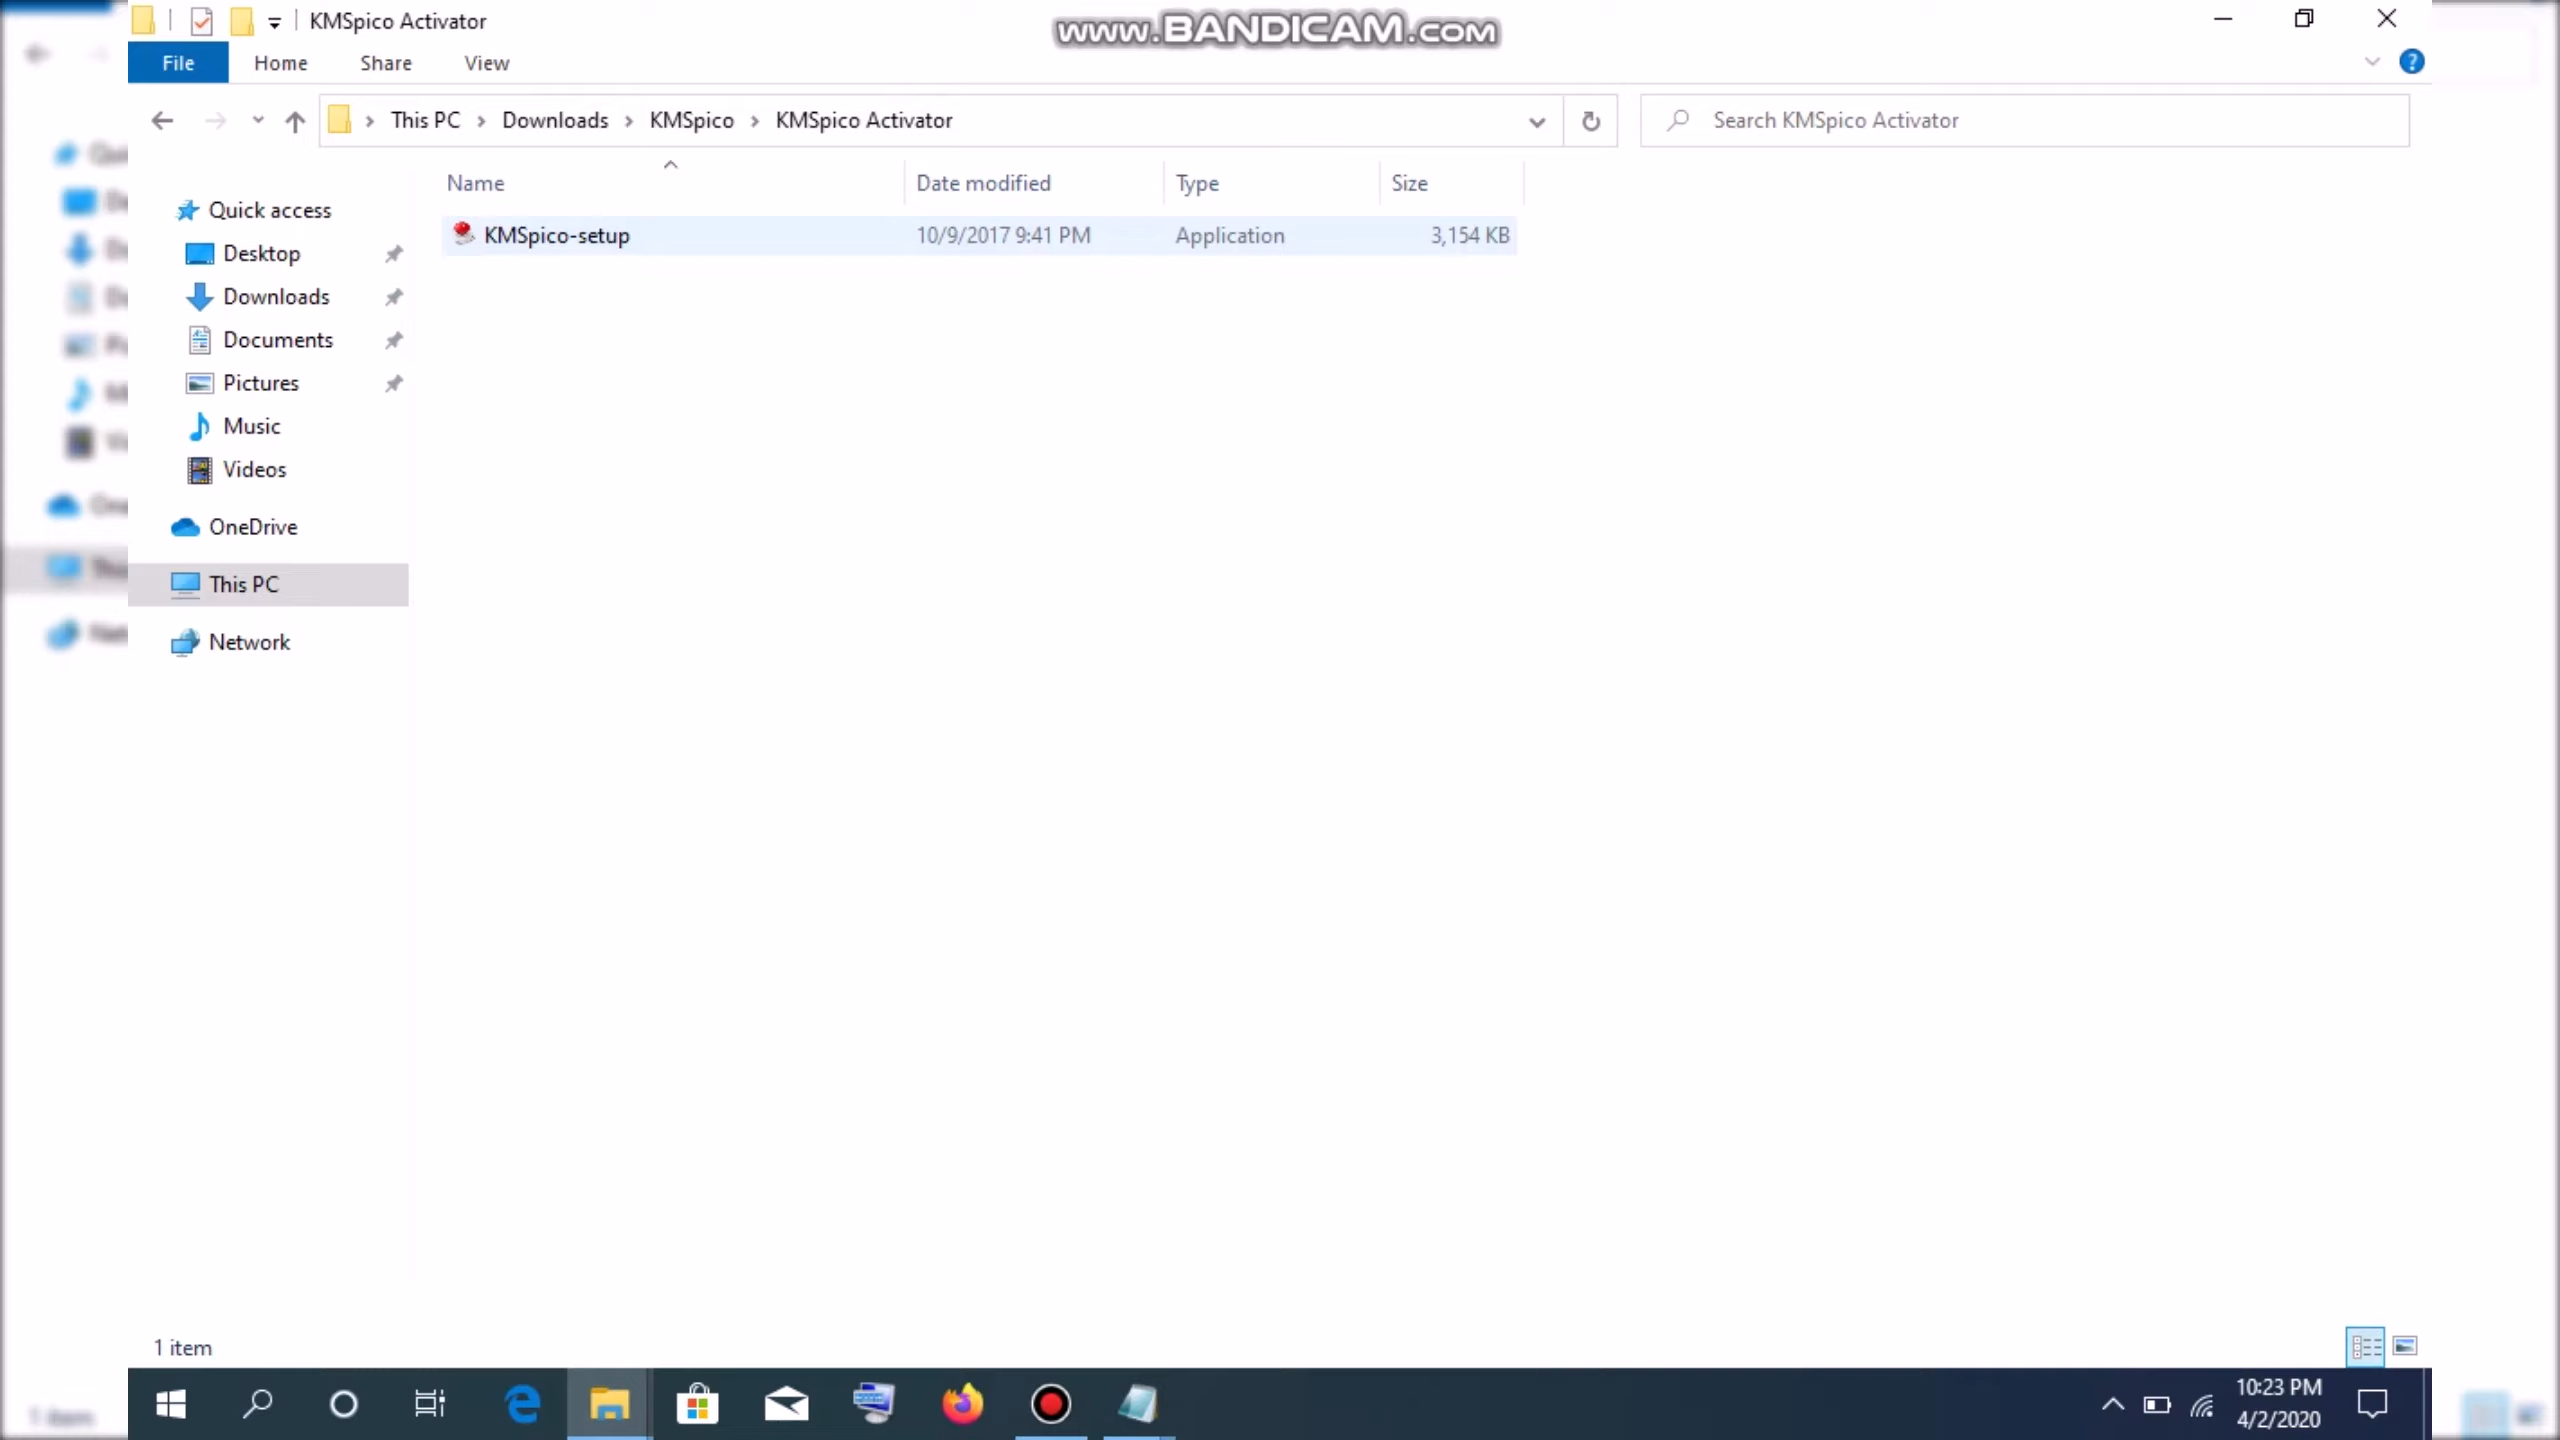 KMSpico Activator
www.BANDICAM.com
File Home Share View
This PC Downloads KMSpico KMSpico Activator
Search KMSpico Activator
Name Date modified Type Size
KMSpico-setup 10/9/2017 9:41 PM Application 3,154 KB
Quick access
Desktop
Downloads
Documents
Pictures
Music
Videos
OneDrive
This PC
Network
1 item
10:23 PM
4/2/2020